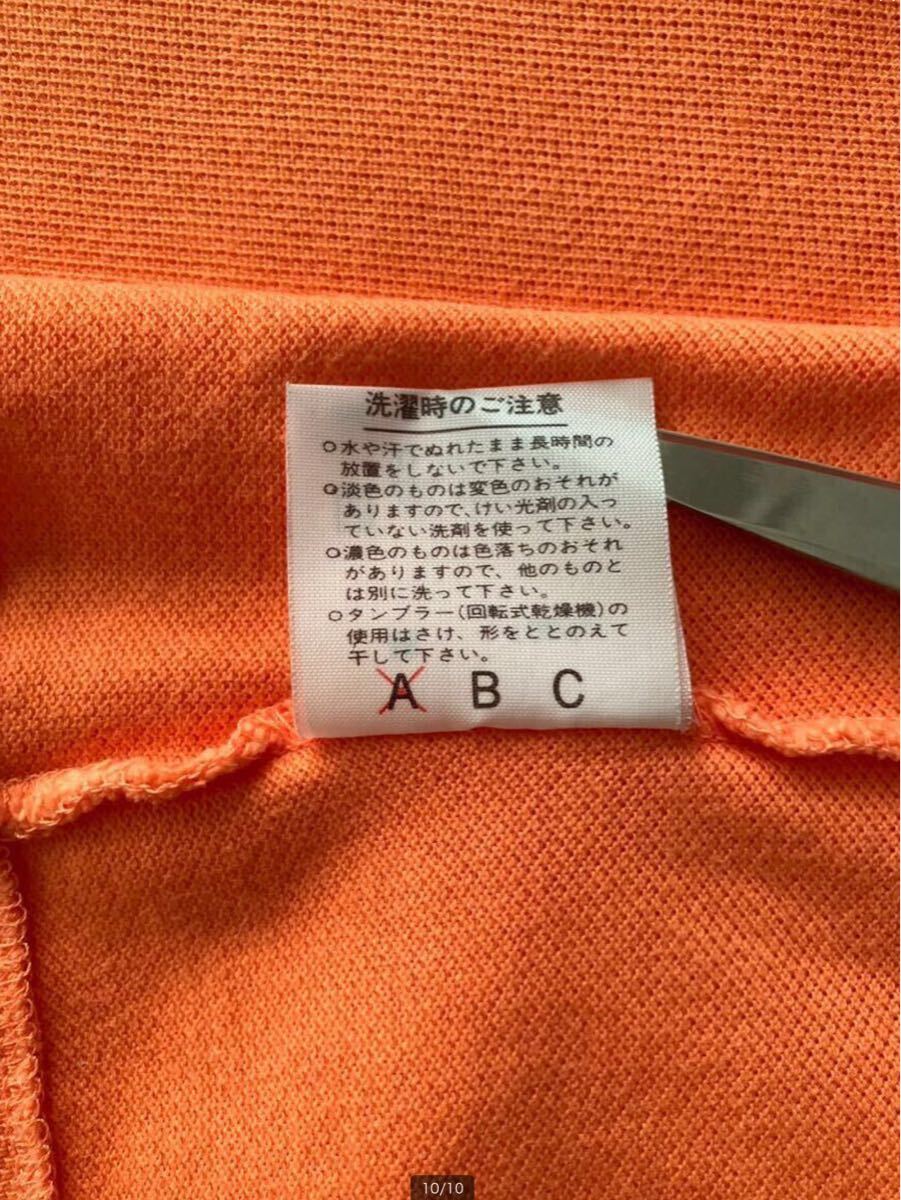 洗濯時のご注意
○水や汗でぬれたまま長時間の
放置をしないで下さい。
○淡色のものは変色のおそれが
ありますので、けい光剤の入っ
ていない洗剤を使って下さい。
○濃色のものは色落ちのおそれ
がありますので、他のものと
は別に洗って下さい。
○タンブラー(回転式乾燥機)の
使用はさけ、形をととのえて
干して下さい。
A B C
10/10